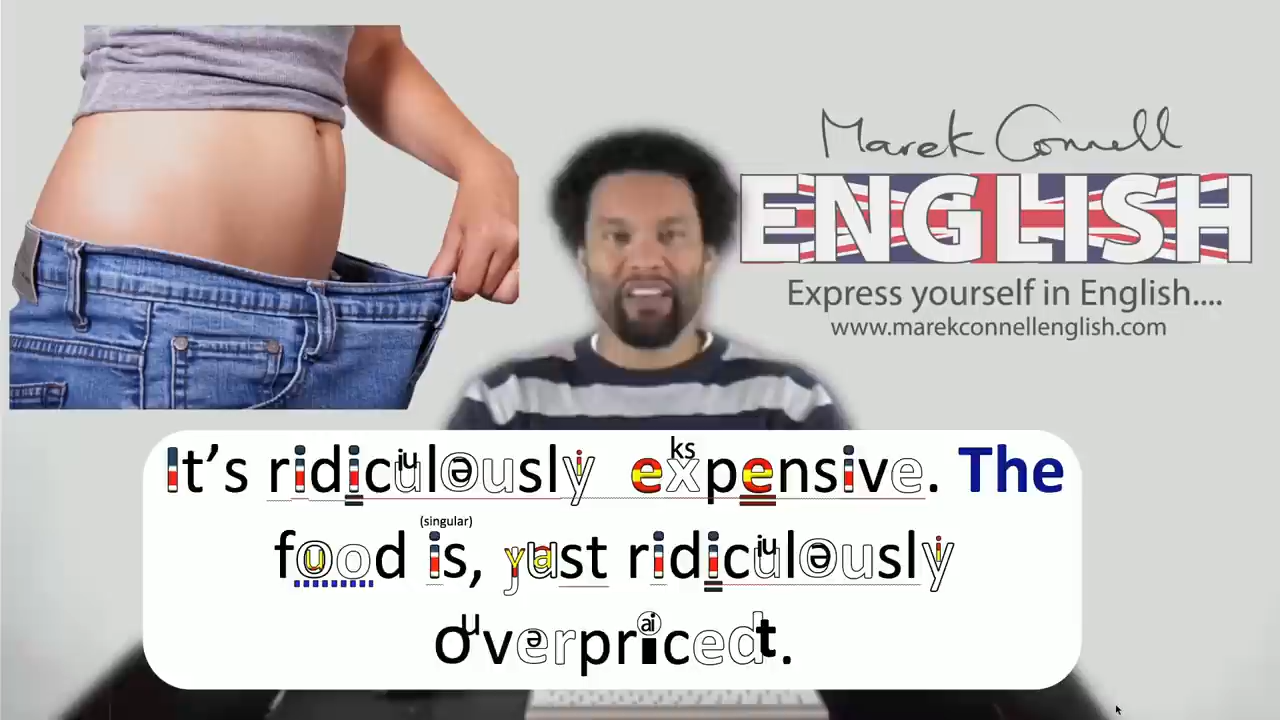 Marek Connell
ENGLISH
Express yourself in English....
www.marekconnellenglish.com
It's ridiculously expensive. The
(singular)
food is, just ridiculously
overpriced.